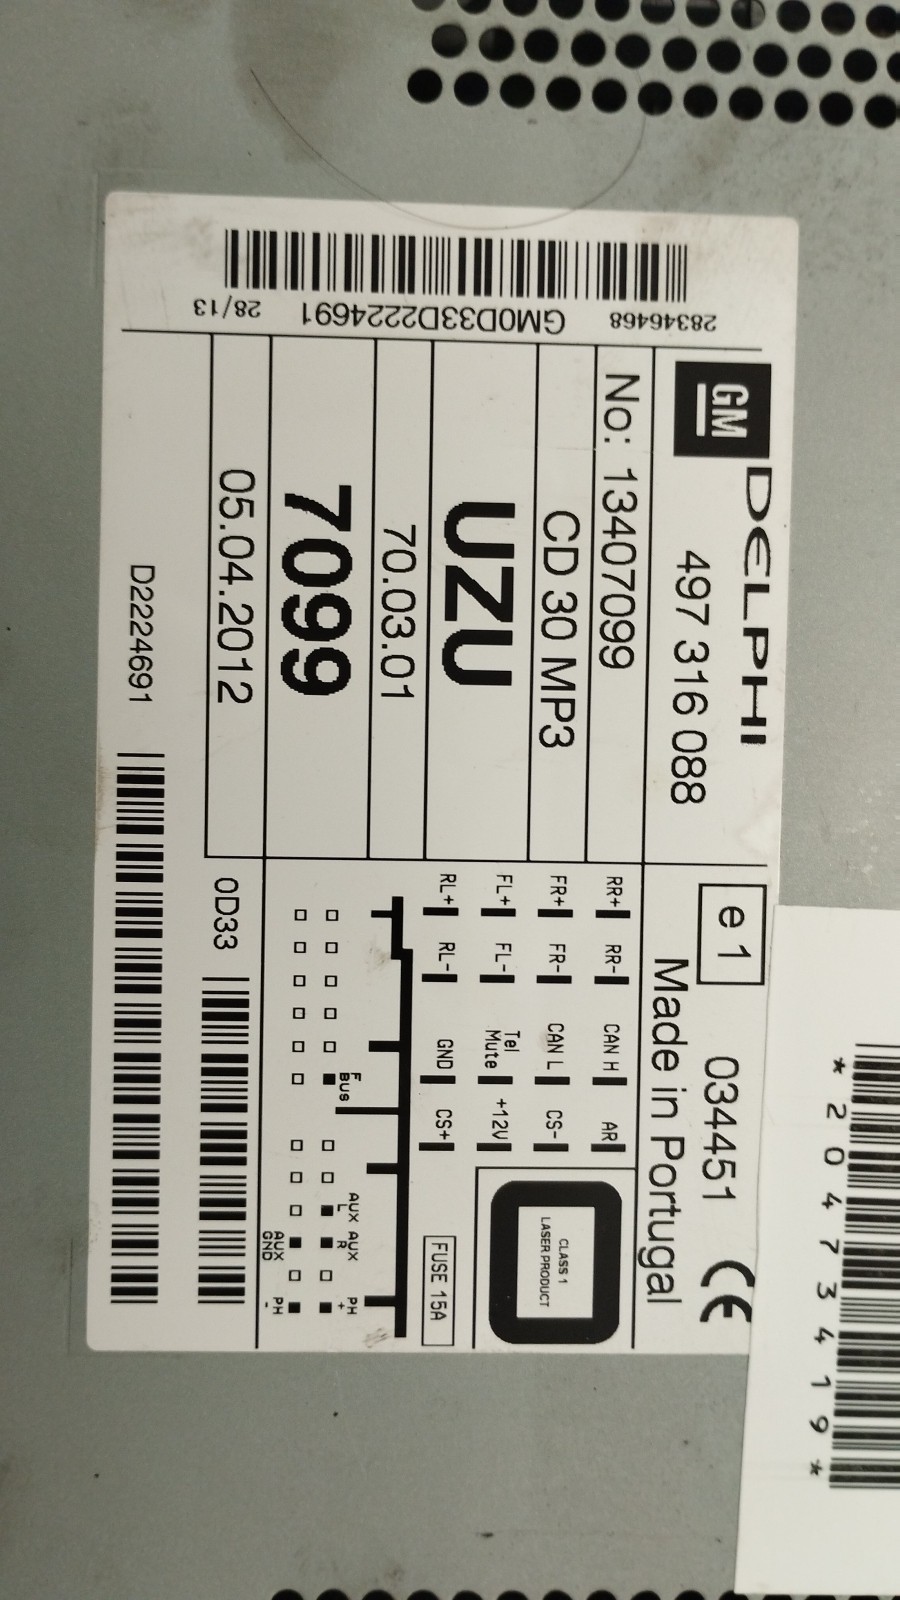 GM DELPHI
497 316 088
No: 13407099
CD 30 MP3
UZU
70.03.01
7099
05.04.2012
D2224691
0D33
28346468 GM0D33D2224691 28/13
e 1 034451 CE
Made in Portugal
RR+ RR- CAN H AR
FR+ FR- CAN L CS-
FL+ FL- Tel Mute +12V
RL+ RL- GND CS+
CLASS 1
LASER PRODUCT
FUSE 15A
F BUS
AUX L AUX R PH +
AUX GND PH -
*20473419*